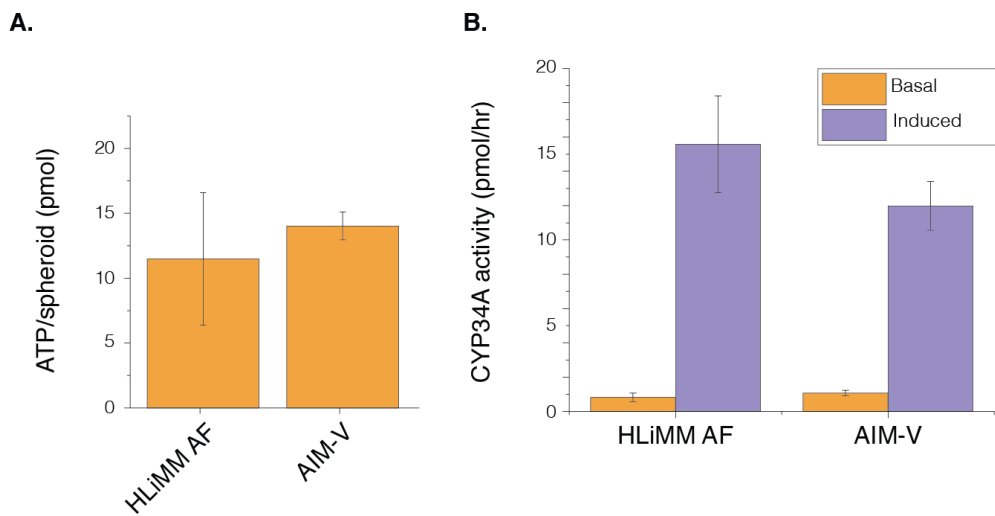 A.
ATP/spheroid (pmol)
20
15
10
5
0
HLiMM AF
AIM-V
B.
CYP34A activity (pmol/hr)
20
15
10
5
0
Basal
Induced
HLiMM AF
AIM-V